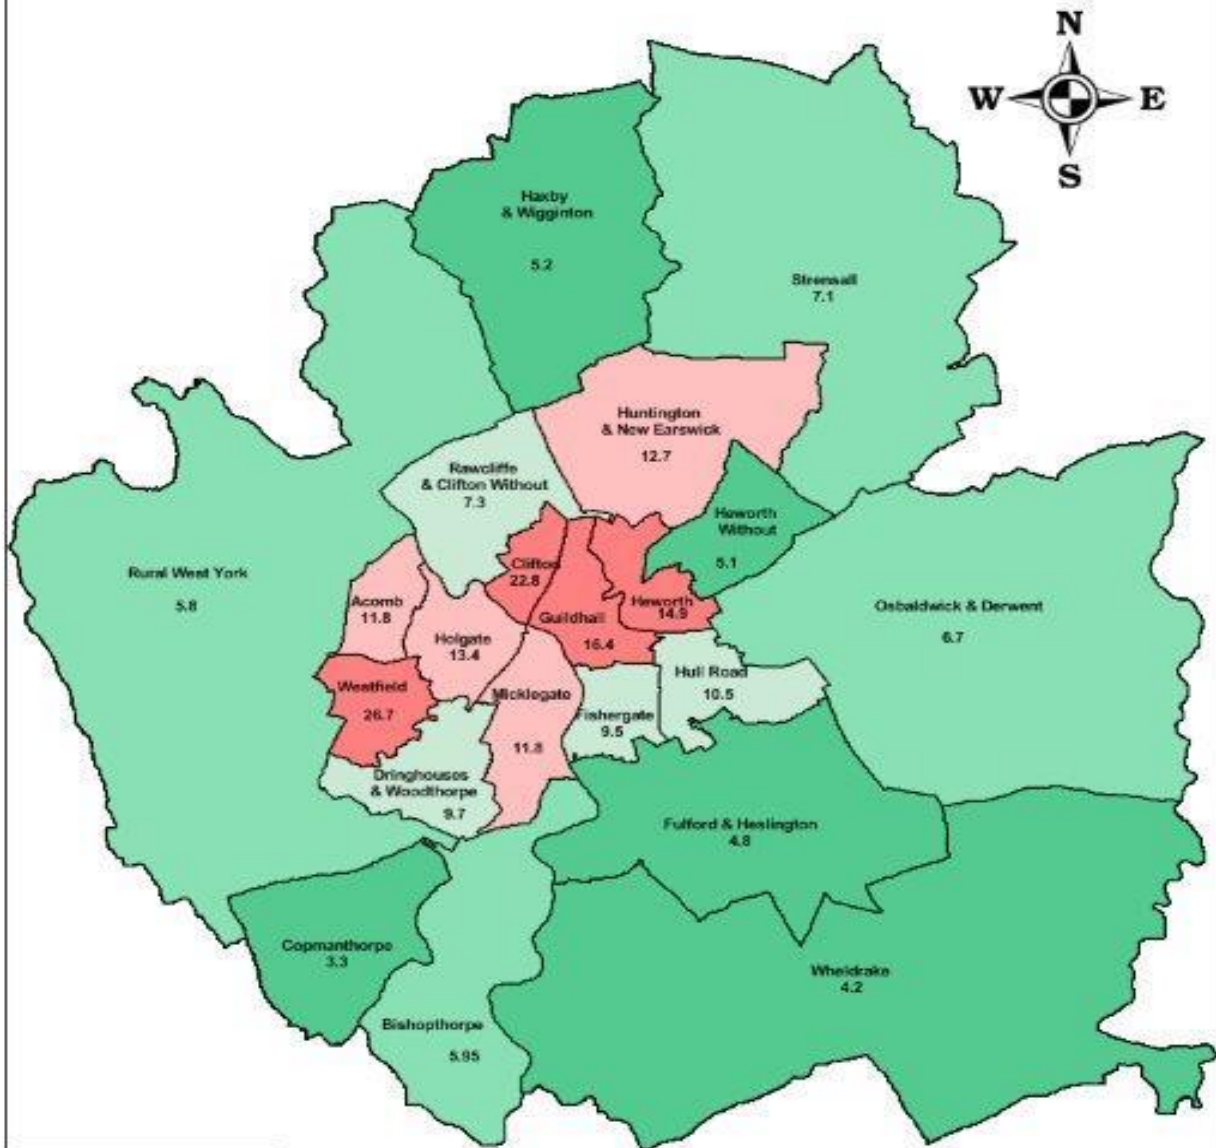 N
W E
S
Haxby
& Wigginton
5.2
Strensall
7.1
Huntington
& New Earswick
12.7
Rawcliffe
& Clifton Without
7.3
Heworth
Without
5.1
Rural West York
5.8
Clifton
22.8
Acomb
11.8
Heworth
14.9
Osbaldwick & Derwent
6.7
Guildhall
16.4
Holgate
13.4
Hull Road
10.5
Westfield
26.7
Micklegate
11.8
Fishergate
9.5
Dringhouses
& Woodthorpe
9.7
Fulford & Heslington
4.8
Copmanthorpe
3.3
Wheldrake
4.2
Bishopthorpe
5.95